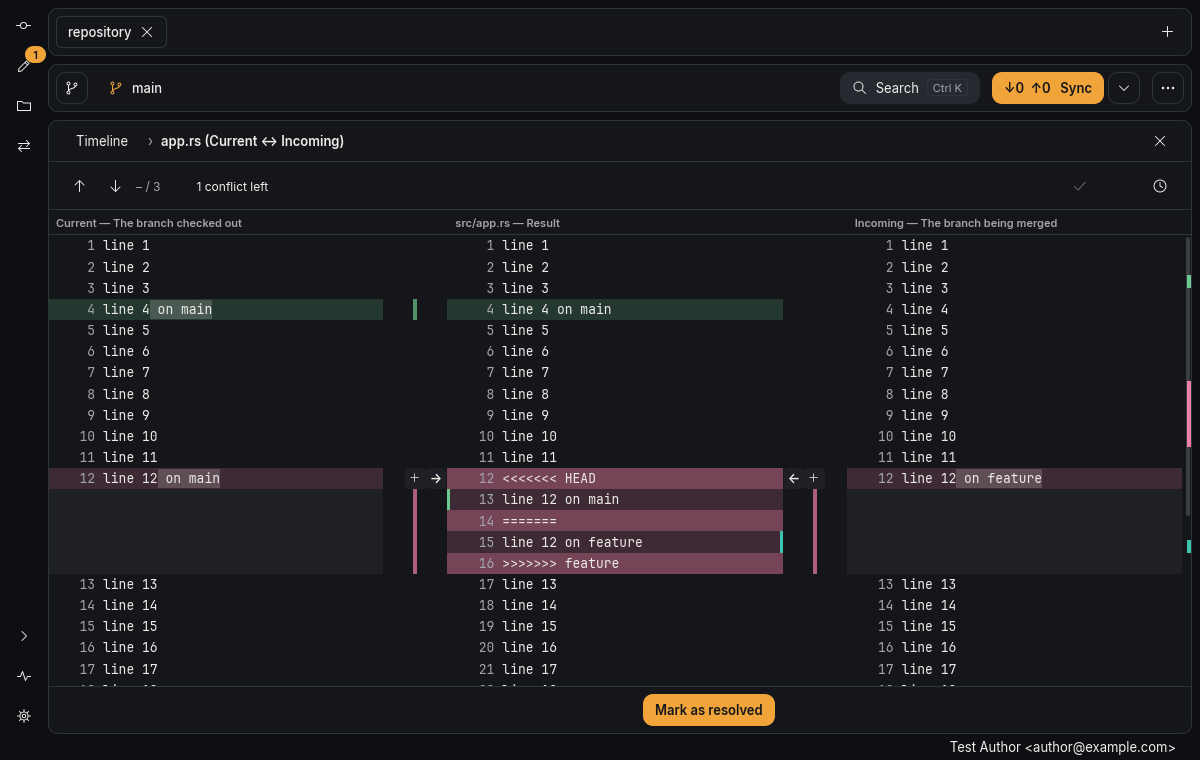 repository
1
main
Search Ctrl K
↓0 ↑0 Sync
Timeline › app.rs (Current ↔ Incoming)
– / 3 1 conflict left
Current — The branch checked out
src/app.rs — Result
Incoming — The branch being merged
1 line 1 1 line 1 1 line 1
2 line 2 2 line 2 2 line 2
3 line 3 3 line 3 3 line 3
4 line 4 on main 4 line 4 on main 4 line 4
5 line 5 5 line 5 5 line 5
6 line 6 6 line 6 6 line 6
7 line 7 7 line 7 7 line 7
8 line 8 8 line 8 8 line 8
9 line 9 9 line 9 9 line 9
10 line 10 10 line 10 10 line 10
11 line 11 11 line 11 11 line 11
12 line 12 on main + → 12 <<<<<<< HEAD ← + 12 line 12 on feature
13 line 12 on main
14 =======
15 line 12 on feature
16 >>>>>>> feature
13 line 13 17 line 13 13 line 13
14 line 14 18 line 14 14 line 14
15 line 15 19 line 15 15 line 15
16 line 16 20 line 16 16 line 16
17 line 17 21 line 17 17 line 17
Mark as resolved
Test Author <author@example.com>